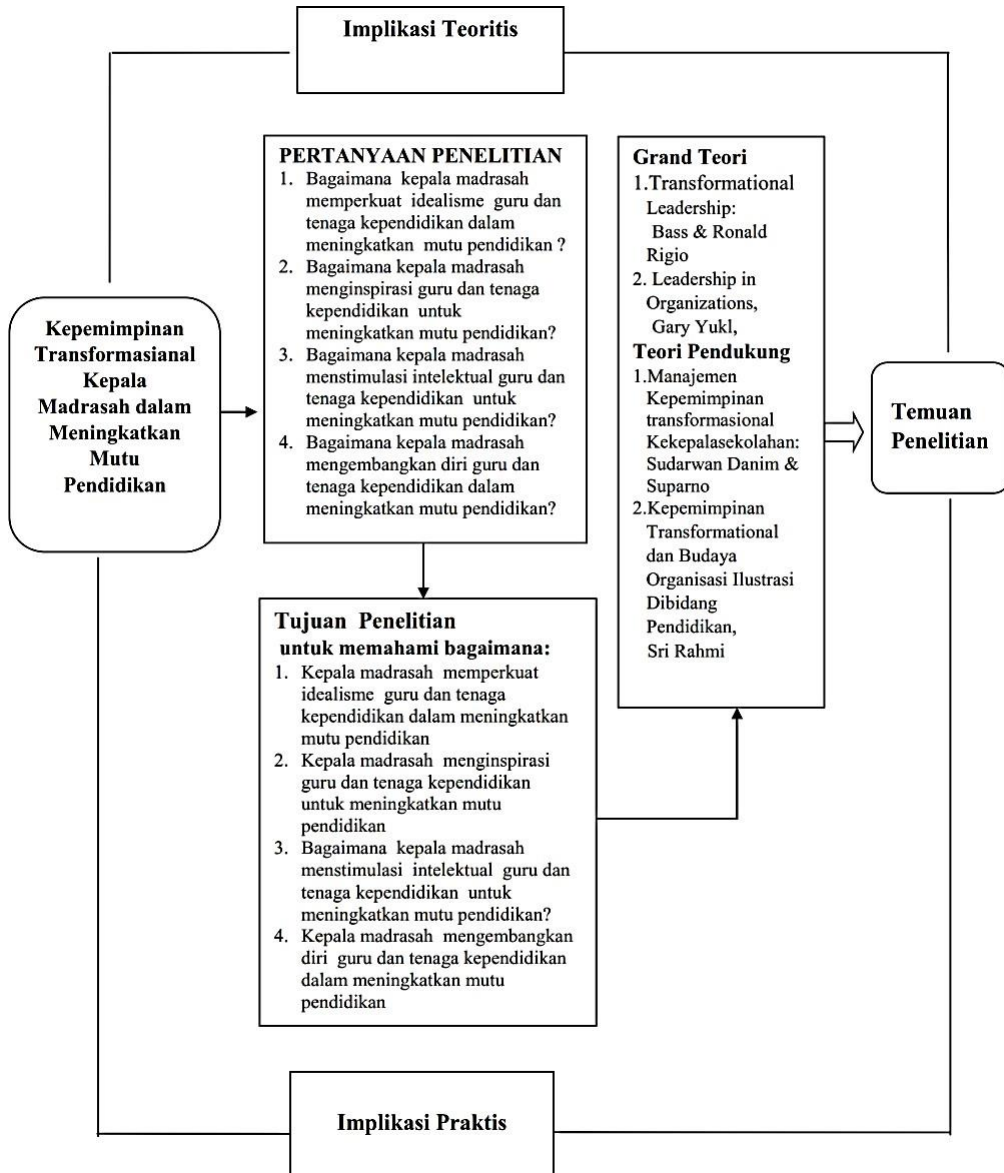 Implikasi Teoritis
Kepemimpinan
Transformasianal
Kepala
Madrasah dalam
Meningkatkan
Mutu
Pendidikan
PERTANYAAN PENELITIAN
1. Bagaimana kepala madrasah
memperkuat idealisme guru dan
tenaga kependidikan dalam
meningkatkan mutu pendidikan ?
2. Bagaimana kepala madrasah
menginspirasi guru dan tenaga
kependidikan untuk
meningkatkan mutu pendidikan?
3. Bagaimana kepala madrasah
menstimulasi intelektual guru dan
tenaga kependidikan untuk
meningkatkan mutu pendidikan?
4. Bagaimana kepala madrasah
mengembangkan diri guru dan
tenaga kependidikan dalam
meningkatkan mutu pendidikan?
Tujuan Penelitian
untuk memahami bagaimana:
1. Kepala madrasah memperkuat
idealisme guru dan tenaga
kependidikan dalam meningkatkan
mutu pendidikan
2. Kepala madrasah menginspirasi
guru dan tenaga kependidikan
untuk meningkatkan mutu
pendidikan
3. Bagaimana kepala madrasah
menstimulasi intelektual guru dan
tenaga kependidikan untuk
meningkatkan mutu pendidikan?
4. Kepala madrasah mengembangkan
diri guru dan tenaga kependidikan
dalam meningkatkan mutu
pendidikan
Grand Teori
1.Transformational
Leadership:
Bass & Ronald
Rigio
2. Leadership in
Organizations,
Gary Yukl,
Teori Pendukung
1.Manajemen
Kepemimpinan
transformasional
Kekepalasekolahan:
Sudarwan Danim &
Suparno
2.Kepemimpinan
Transformational
dan Budaya
Organisasi Ilustrasi
Dibidang
Pendidikan,
Sri Rahmi
Temuan
Penelitian
Implikasi Praktis